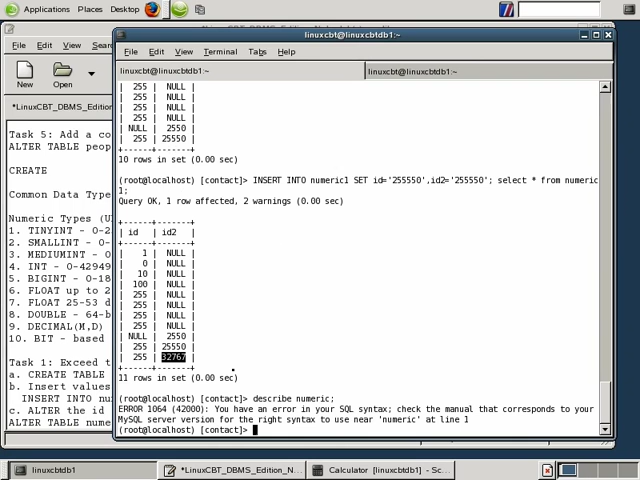 Applications Places Desktop
linuxcbt@linuxcbtdb1:~
File Edit View Sear
New Open
*LinuxCBT_DBMS_Edition
Task 5: Add a co
ALTER TABLE peop
CREATE
Common Data Type
Numeric Types (U
1. TINYINT - 0-2
2. SMALLINT - 0-
3. MEDIUMINT - 0
4. INT - 0-42949
5. BIGINT - 0-18
6. FLOAT up to 2
7. FLOAT 25-53 d
8. DOUBLE - 64-b
9. DECIMAL(M,D)
10. BIT - based
Task 1: Exceed t
a. CREATE TABLE
b. Insert values
INSERT INTO nu
c. ALTER the id
ALTER TABLE nume
File Edit View Terminal Tabs Help
linuxcbt@linuxcbtdb1:~ linuxcbt@linuxcbtdb1:~
| 255 | NULL |
| 255 | NULL |
| 255 | NULL |
| 255 | NULL |
| NULL | 2550 |
| 255 | 25550 |
+------+-------+
10 rows in set (0.00 sec)
(root@localhost) [contact]> INSERT INTO numeric1 SET id='255550',id2='255550'; select * from numeric
1;
Query OK, 1 row affected, 2 warnings (0.00 sec)
+------+-------+
| id | id2 |
+------+-------+
| 1 | NULL |
| 0 | NULL |
| 10 | NULL |
| 100 | NULL |
| 255 | NULL |
| 255 | NULL |
| 255 | NULL |
| 255 | NULL |
| NULL | 2550 |
| 255 | 25550 |
| 255 | 32767 |
+------+-------+
11 rows in set (0.00 sec)
(root@localhost) [contact]> describe numeric;
ERROR 1064 (42000): You have an error in your SQL syntax; check the manual that corresponds to your
MySQL server version for the right syntax to use near 'numeric' at line 1
(root@localhost) [contact]>
linuxcbtdb1 *LinuxCBT_DBMS_Edition_N... Calculator [linuxcbtdb1] - Sc...